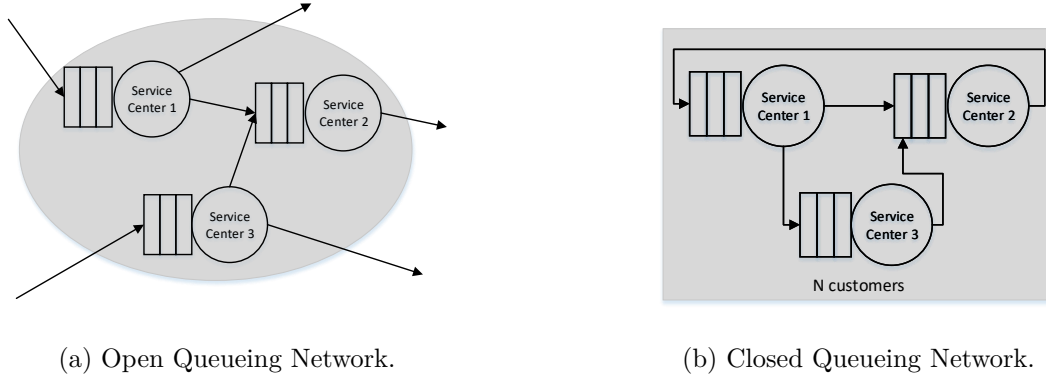 Service
Center 1
Service
Center 2
Service
Center 3
Service
Center 1
Service
Center 2
Service
Center 3
N customers
(a) Open Queueing Network.
(b) Closed Queueing Network.